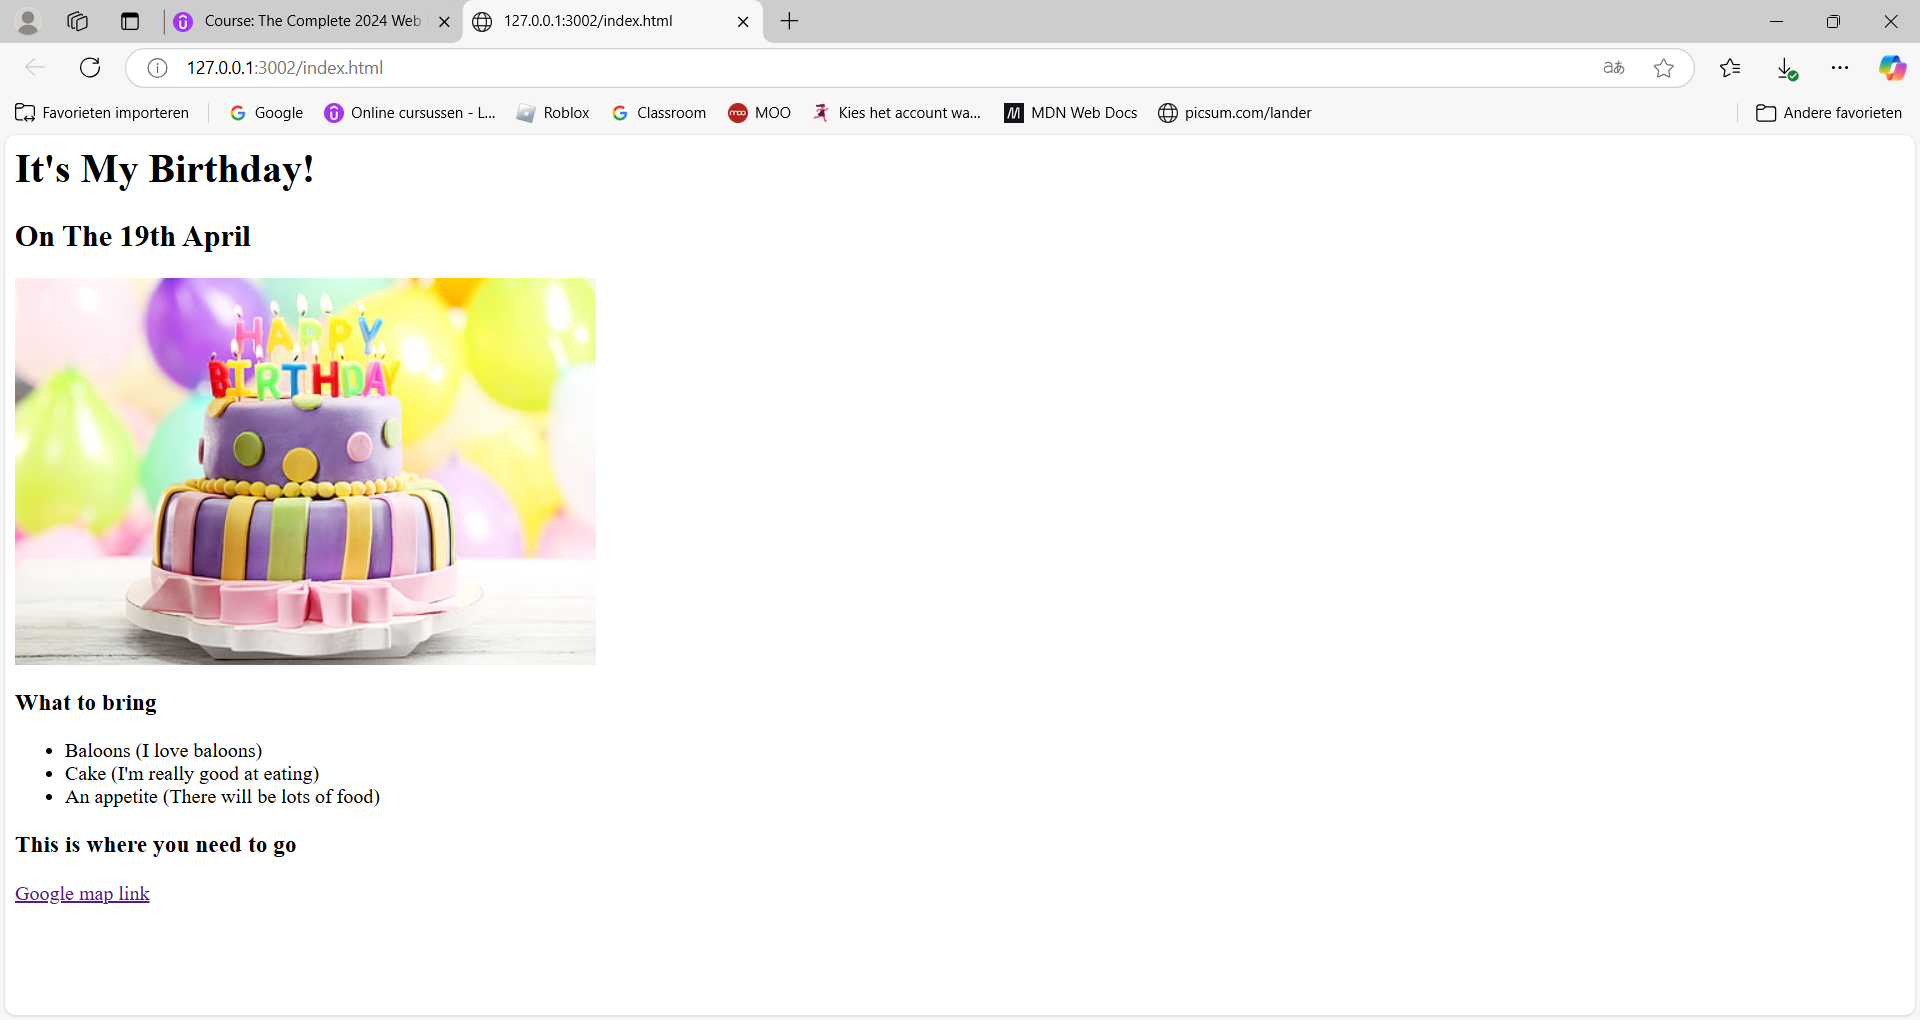 Course: The Complete 2024 Web
127.0.0.1:3002/index.html
127.0.0.1:3002/index.html
aあ
Favorieten importeren
Google
Online cursussen - L...
Roblox
Classroom
moo
MOO
Kies het account wa...
M
MDN Web Docs
picsum.com/lander
Andere favorieten
It's My Birthday!
On The 19th April
HAPPY
BIRTHDAY
What to bring
Baloons (I love baloons)
Cake (I'm really good at eating)
An appetite (There will be lots of food)
This is where you need to go
Google map link